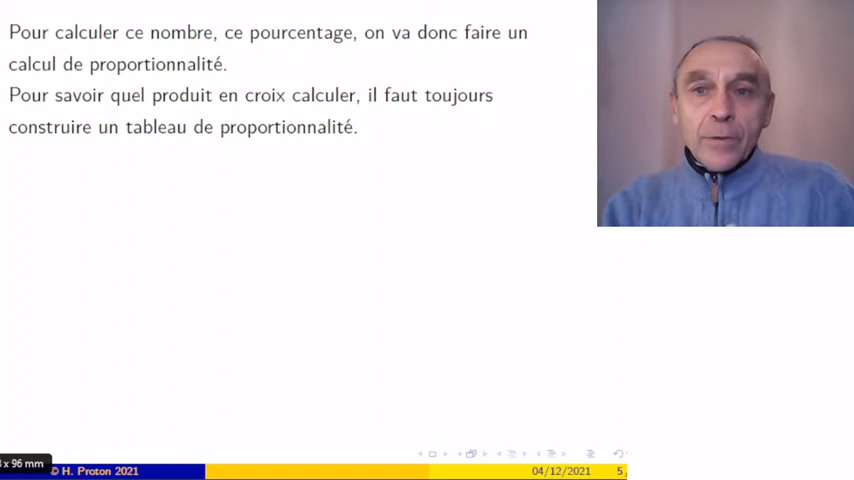 Pour calculer ce nombre, ce pourcentage, on va donc faire un
calcul de proportionnalité.
Pour savoir quel produit en croix calculer, il faut toujours
construire un tableau de proportionnalité.
x 96 mm
© H. Proton 2021
04/12/2021
5/